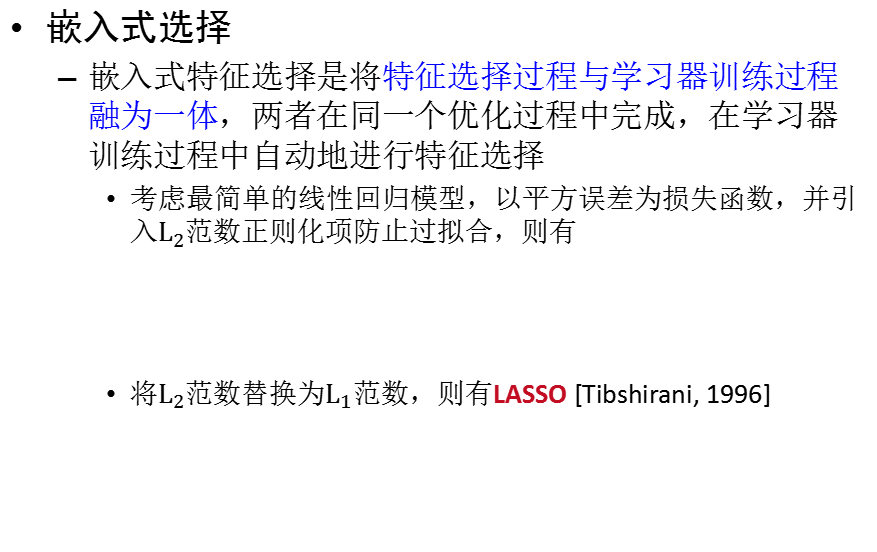 • 嵌入式选择
– 嵌入式特征选择是将特征选择过程与学习器训练过程
融为一体，两者在同一个优化过程中完成，在学习器
训练过程中自动地进行特征选择
• 考虑最简单的线性回归模型，以平方误差为损失函数，并引
入L₂范数正则化项防止过拟合，则有
• 将L₂范数替换为L₁范数，则有LASSO [Tibshirani, 1996]